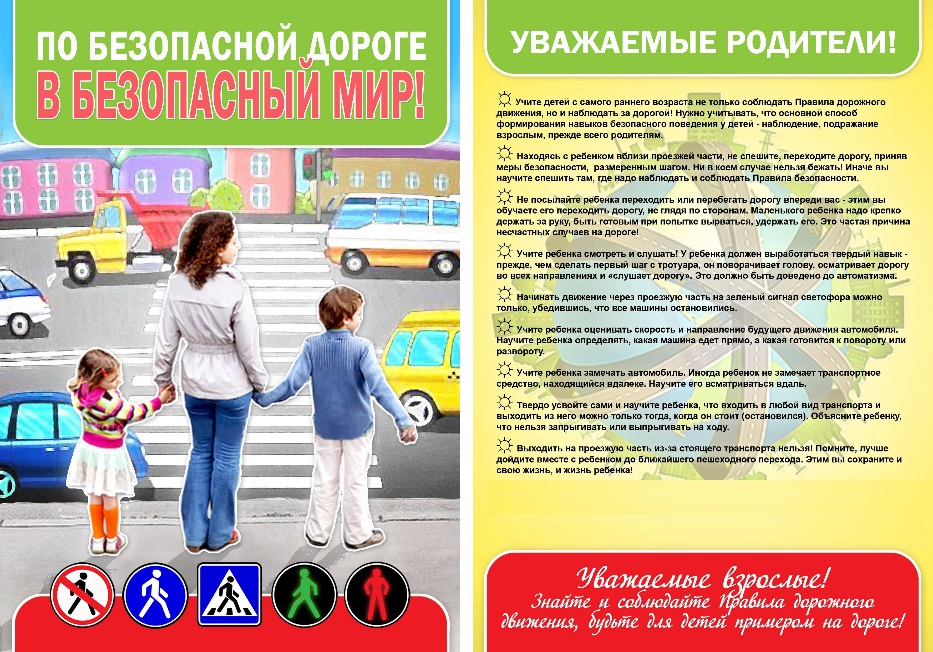 ПО БЕЗОПАСНОЙ ДОРОГЕ
В БЕЗОПАСНЫЙ МИР!
УВАЖАЕМЫЕ РОДИТЕЛИ!
Учите детей с самого раннего возраста не только соблюдать Правила дорожного
движения, но и наблюдать за дорогой! Нужно учитывать, что основной способ
формирования навыков безопасного поведения у детей - наблюдение, подражание
взрослым, прежде всего родителям.
Находясь с ребенком вблизи проезжей части, не спешите, переходите дорогу, приняв
меры безопасности, размеренным шагом. Ни в коем случае нельзя бежать! Иначе вы
научите спешить там, где надо наблюдать и соблюдать Правила безопасности.
Не посылайте ребенка переходить или перебегать дорогу впереди вас - этим вы
обучаете его переходить дорогу, не глядя по сторонам. Маленького ребенка надо крепко
держать за руку, быть готовым при попытке вырваться, удержать его. Это частая причина
несчастных случаев на дороге!
Учите ребенка смотреть и слушать! У ребенка должен выработаться твердый навык -
прежде, чем сделать первый шаг с тротуара, он поворачивает голову, осматривает дорогу
во всех направлениях и «слушает дорогу». Это должно быть доведено до автоматизма.
Начинать движение через проезжую часть на зеленый сигнал светофора можно
только, убедившись, что все машины остановились.
Учите ребенка оценивать скорость и направление будущего движения автомобиля.
Научите ребенка определять, какая машина едет прямо, а какая готовится к повороту или
развороту.
Учите ребенка замечать автомобиль. Иногда ребенок не замечает транспортное
средство, находящийся вдалеке. Научите его всматриваться вдаль.
Твердо усвойте сами и научите ребенка, что входить в любой вид транспорта и
выходить из него можно только тогда, когда он стоит (остановился). Объясните ребенку,
что нельзя запрыгивать или выпрыгивать на ходу.
Выходить на проезжую часть из-за стоящего транспорта нельзя! Помните, лучше
дойдите вместе с ребенком до ближайшего пешеходного перехода. Этим вы сохраните и
свою жизнь, и жизнь ребенка!
Уважаемые взрослые!
Знайте и соблюдайте Правила дорожного
движения, будьте для детей примером на дороге!